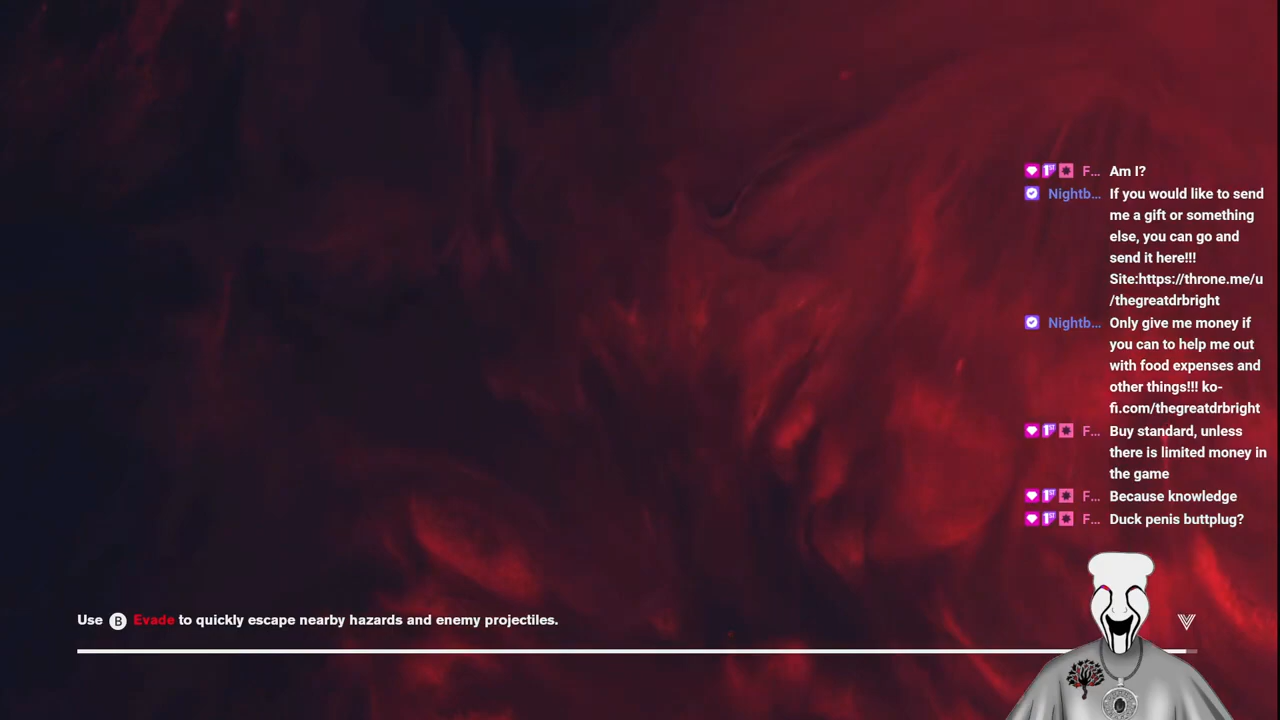 F... Am I?
Nightb... If you would like to send
me a gift or something
else, you can go and
send it here!!!
Site:https://throne.me/u
/thegreatdrbright
Nightb... Only give me money if
you can to help me out
with food expenses and
other things!!! ko-
fi.com/thegreatdrbright
F... Buy standard, unless
there is limited money in
the game
F... Because knowledge
F... Duck penis buttplug?
Use B Evade to quickly escape nearby hazards and enemy projectiles.